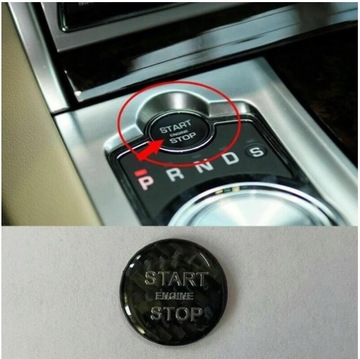 START
ENGINE
STOP
P R N D S
START
ENGINE
STOP